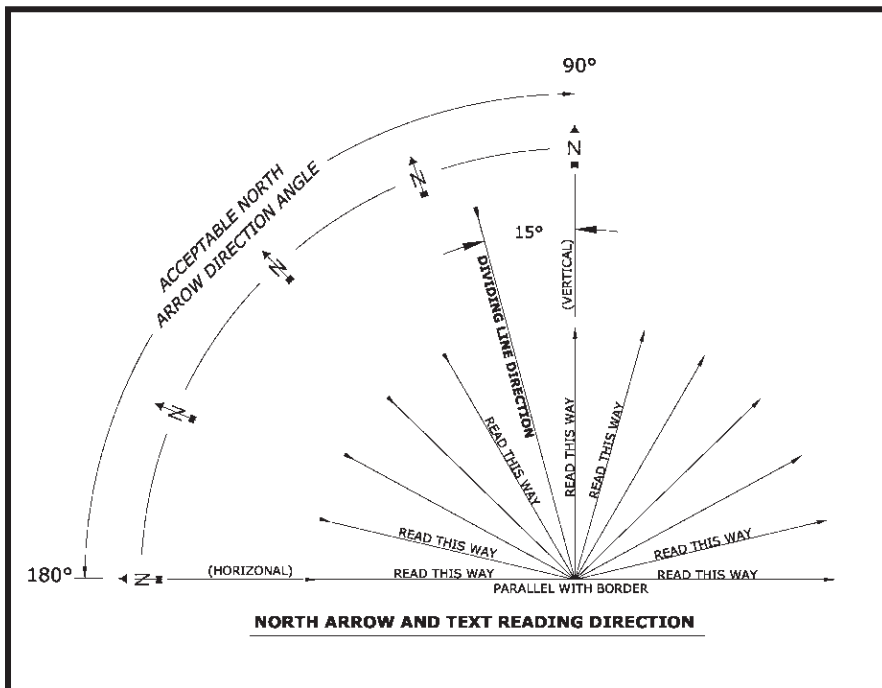 90°
N
N
ACCEPTABLE NORTH
ARROW DIRECTION ANGLE
15°
(VERTICAL)
N
DIVIDING LINE DIRECTION
N
READ THIS WAY
READ THIS WAY
READ THIS WAY
READ THIS WAY
READ THIS WAY
180°
N
(HORIZONAL)
READ THIS WAY
READ THIS WAY
PARALLEL WITH BORDER
NORTH ARROW AND TEXT READING DIRECTION